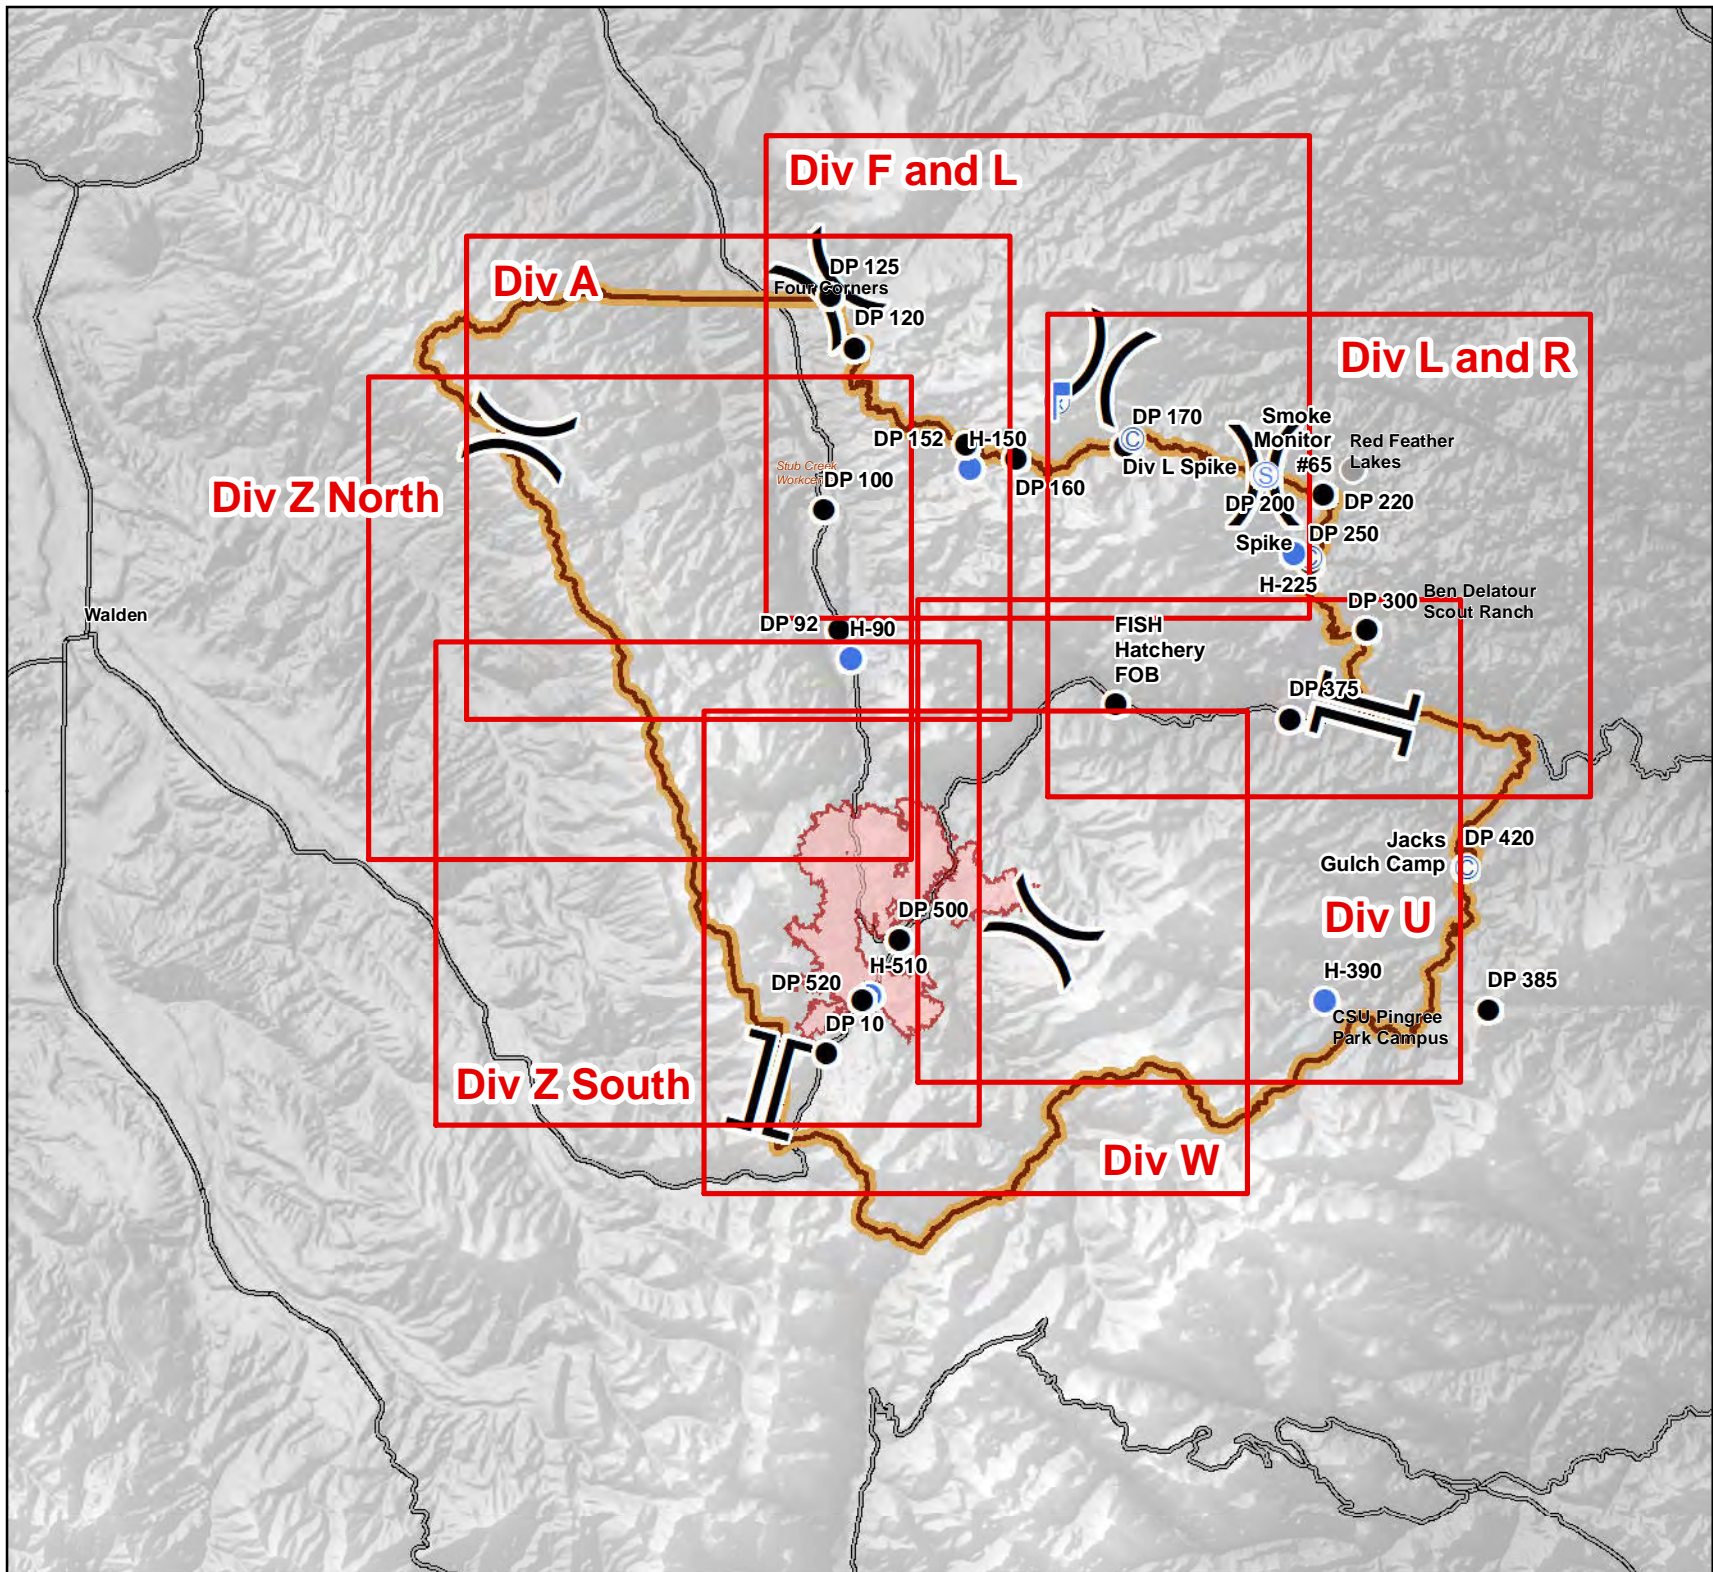 Div F and L
DP 125
Four Corners
Div A
DP 120
Div L and R
DP 170
Smoke
Monitor
#65
Red Feather
Lakes
DP 152
H-150
Stub Creek
DP 100
Div L Spike
DP 160
DP 200
DP 220
Div Z North
Spike
DP 250
H-225
Walden
DP 92
H-90
FISH
Hatchery
FOB
DP 300
Ben Delatour
Scout Ranch
DP 375
Jacks
Gulch Camp
DP 420
C
C
S
DP 500
Div U
H-510
DP 520
H-390
DP 385
DP 10
CSU Pingree
Park Campus
Div Z South
Div W